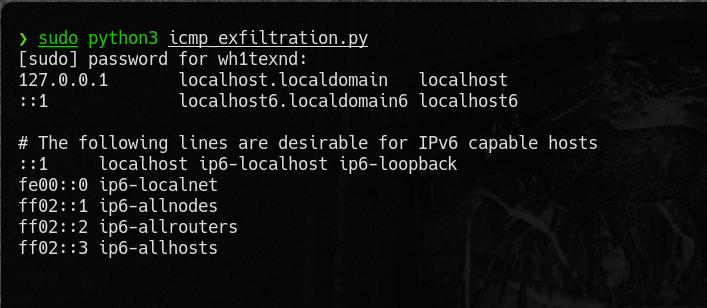 ❯ sudo python3 icmp_exfiltration.py
[sudo] password for wh1texnd:
127.0.0.1       localhost.localdomain   localhost
::1             localhost6.localdomain6 localhost6
# The following lines are desirable for IPv6 capable hosts
::1     localhost ip6-localhost ip6-loopback
fe00::0 ip6-localnet
ff02::1 ip6-allnodes
ff02::2 ip6-allrouters
ff02::3 ip6-allhosts